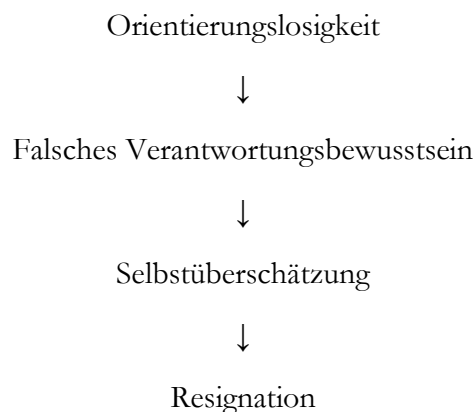 Orientierungslosigkeit
↓
Falsches Verantwortungsbewusstsein
↓
Selbstüberschätzung
↓
Resignation